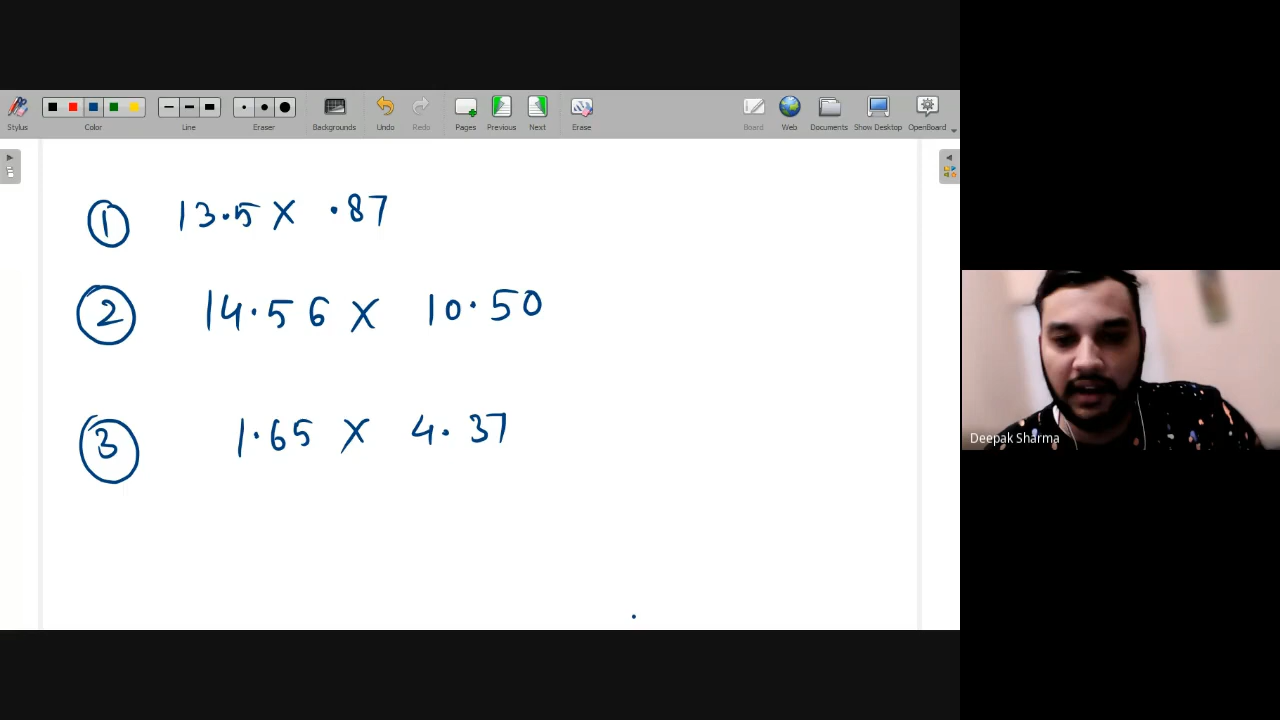 Stylus Color Line Eraser Backgrounds Undo Redo Pages Previous Next Erase Board Web Documents Show Desktop OpenBoard
① 13.5 X .87
② 14.56 X 10.50
③ 1.65 X 4.37
Deepak Sharma